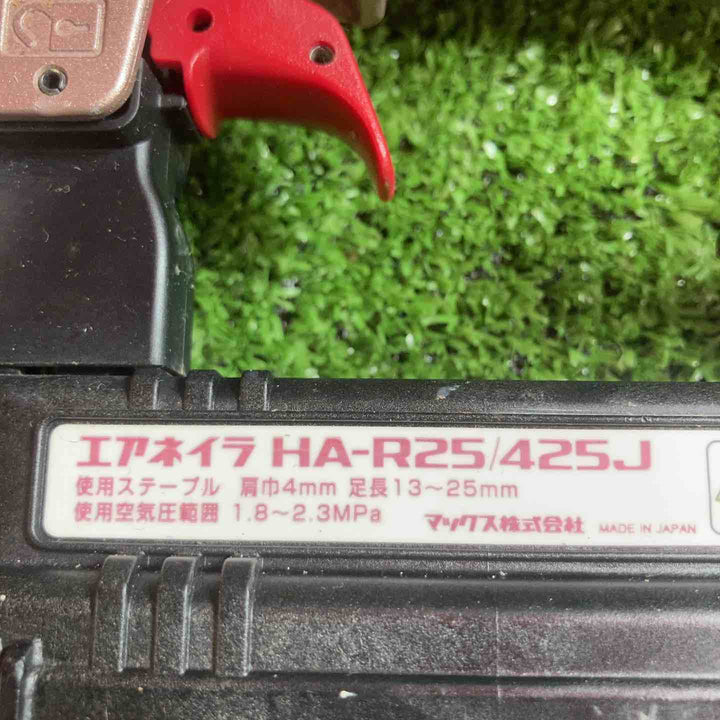 エアネイラ HA-R25/425J
使用ステープル 肩巾4mm 足長13～25mm
使用空気圧範囲 1.8～2.3MPa マックス株式会社 MADE IN JAPAN